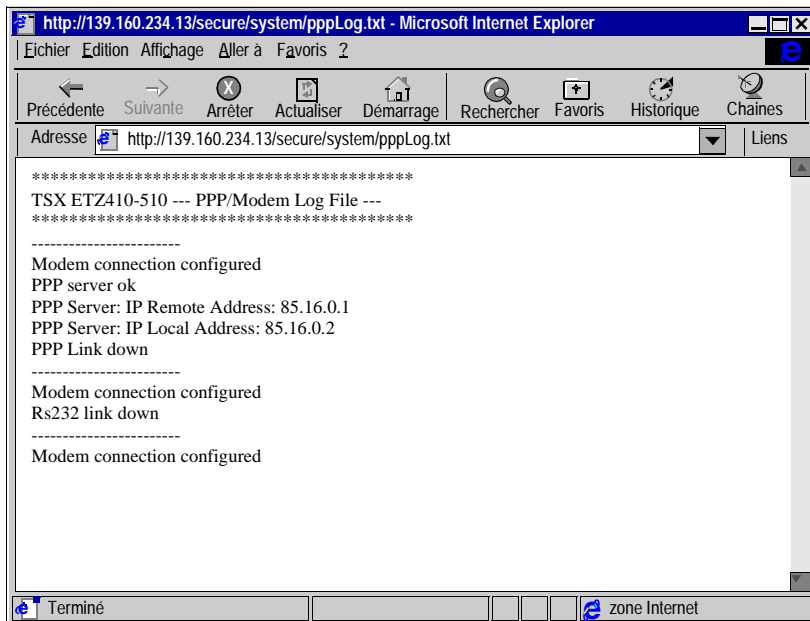 http://139.160.234.13/secure/system/pppLog.txt - Microsoft Internet Explorer
Eichier Edition Affichage Aller à Favoris ?
Précédente Suivante Arrêter Actualiser Démarrage Rechercher Favoris Historique Chaines
Adresse http://139.160.234.13/secure/system/pppLog.txt Liens
*****************************************
TSX ETZ410-510 --- PPP/Modem Log File ---
*****************************************
------------------------
Modem connection configured
PPP server ok
PPP Server: IP Remote Address: 85.16.0.1
PPP Server: IP Local Address: 85.16.0.2
PPP Link down
------------------------
Modem connection configured
Rs232 link down
------------------------
Modem connection configured
Terminé zone Internet